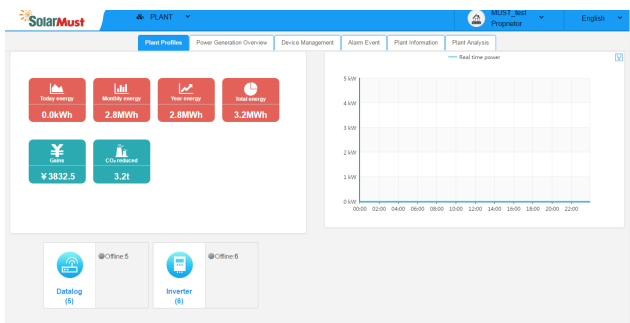 SolarMust
PLANT
MUST_test
Proprietor
English
Plant Profiles
Power Generation Overview
Device Management
Alarm Event
Plant Information
Plant Analysis
Real time power
Today energy
Monthly energy
Year energy
Total energy
0.0kWh
2.8MWh
2.8MWh
3.2MWh
Gains
CO₂ reduced
¥ 3832.5
3.2t
5 kW
4 kW
3 kW
2 kW
1 kW
0 kW
00:00 02:00 04:00 06:00 08:00 10:00 12:00 14:00 16:00 18:00 20:00 22:00
Offline:5
Offline:6
Datalog
(5)
Inverter
(6)